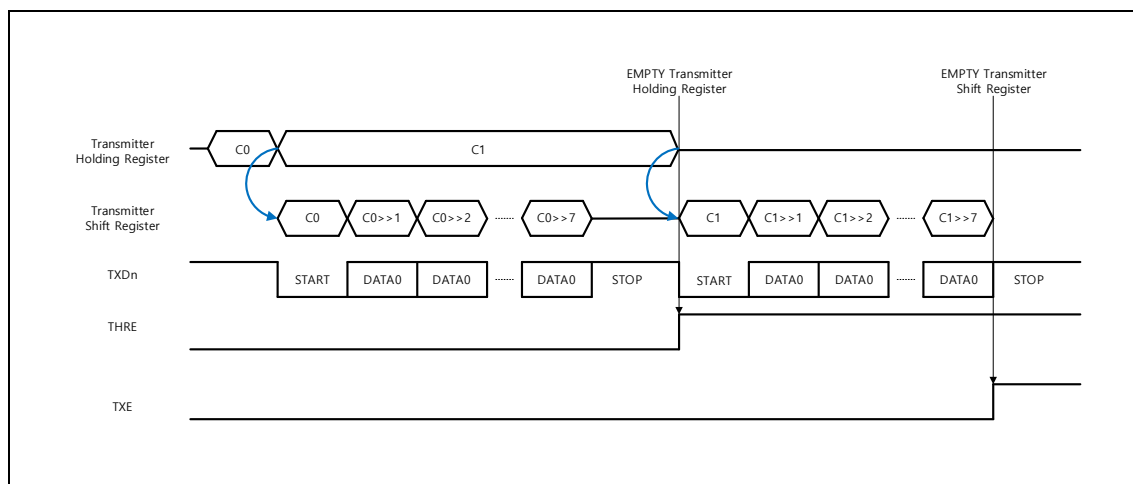 EMPTY Transmitter
Holding Register
EMPTY Transmitter
Shift Register
Transmitter
Holding Register
C0
C1
Transmitter
Shift Register
C0
C0>>1
C0>>2
........
C0>>7
C1
C1>>1
C1>>2
........
C1>>7
TXDn
START
DATA0
DATA0
........
DATA0
STOP
START
DATA0
DATA0
........
DATA0
STOP
THRE
TXE